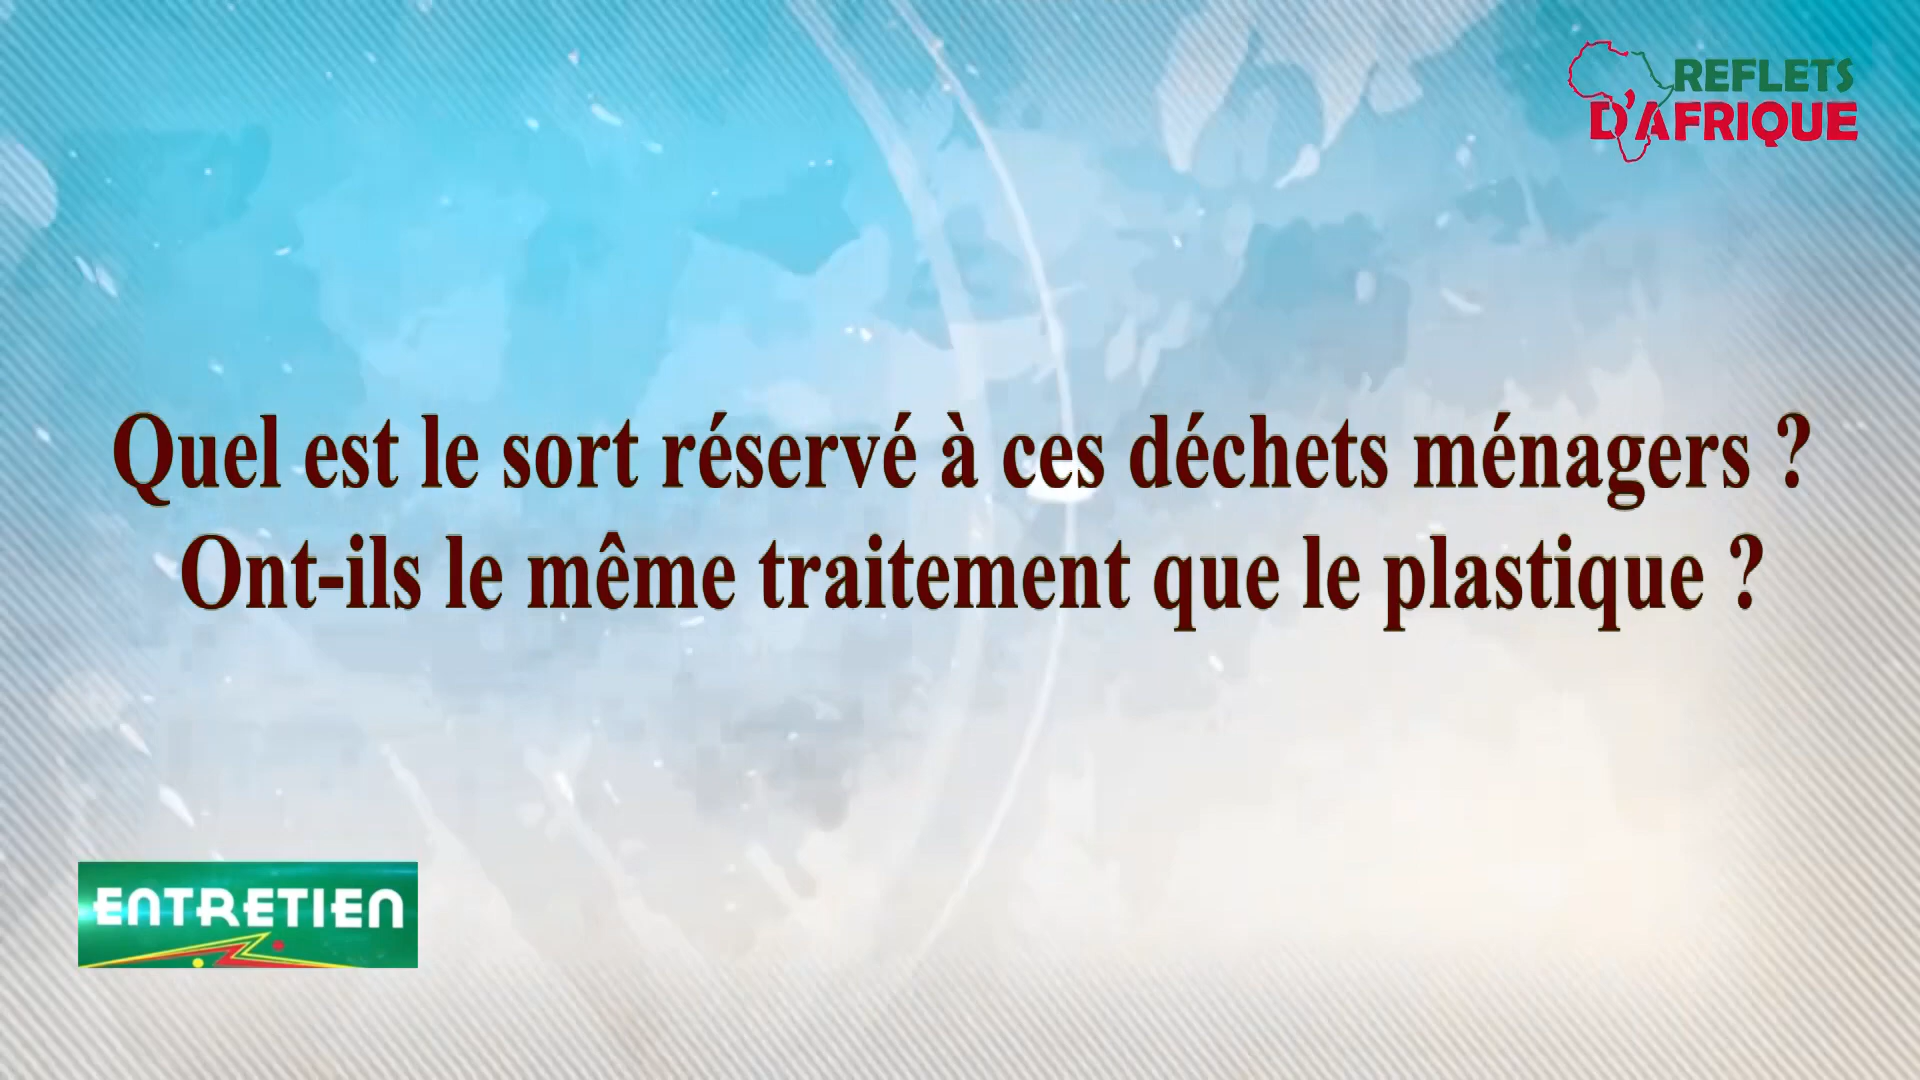 REFLETS
D'AFRIQUE
Quel est le sort réservé à ces déchets ménagers ?
Ont-ils le même traitement que le plastique ?
ENTRETIEN